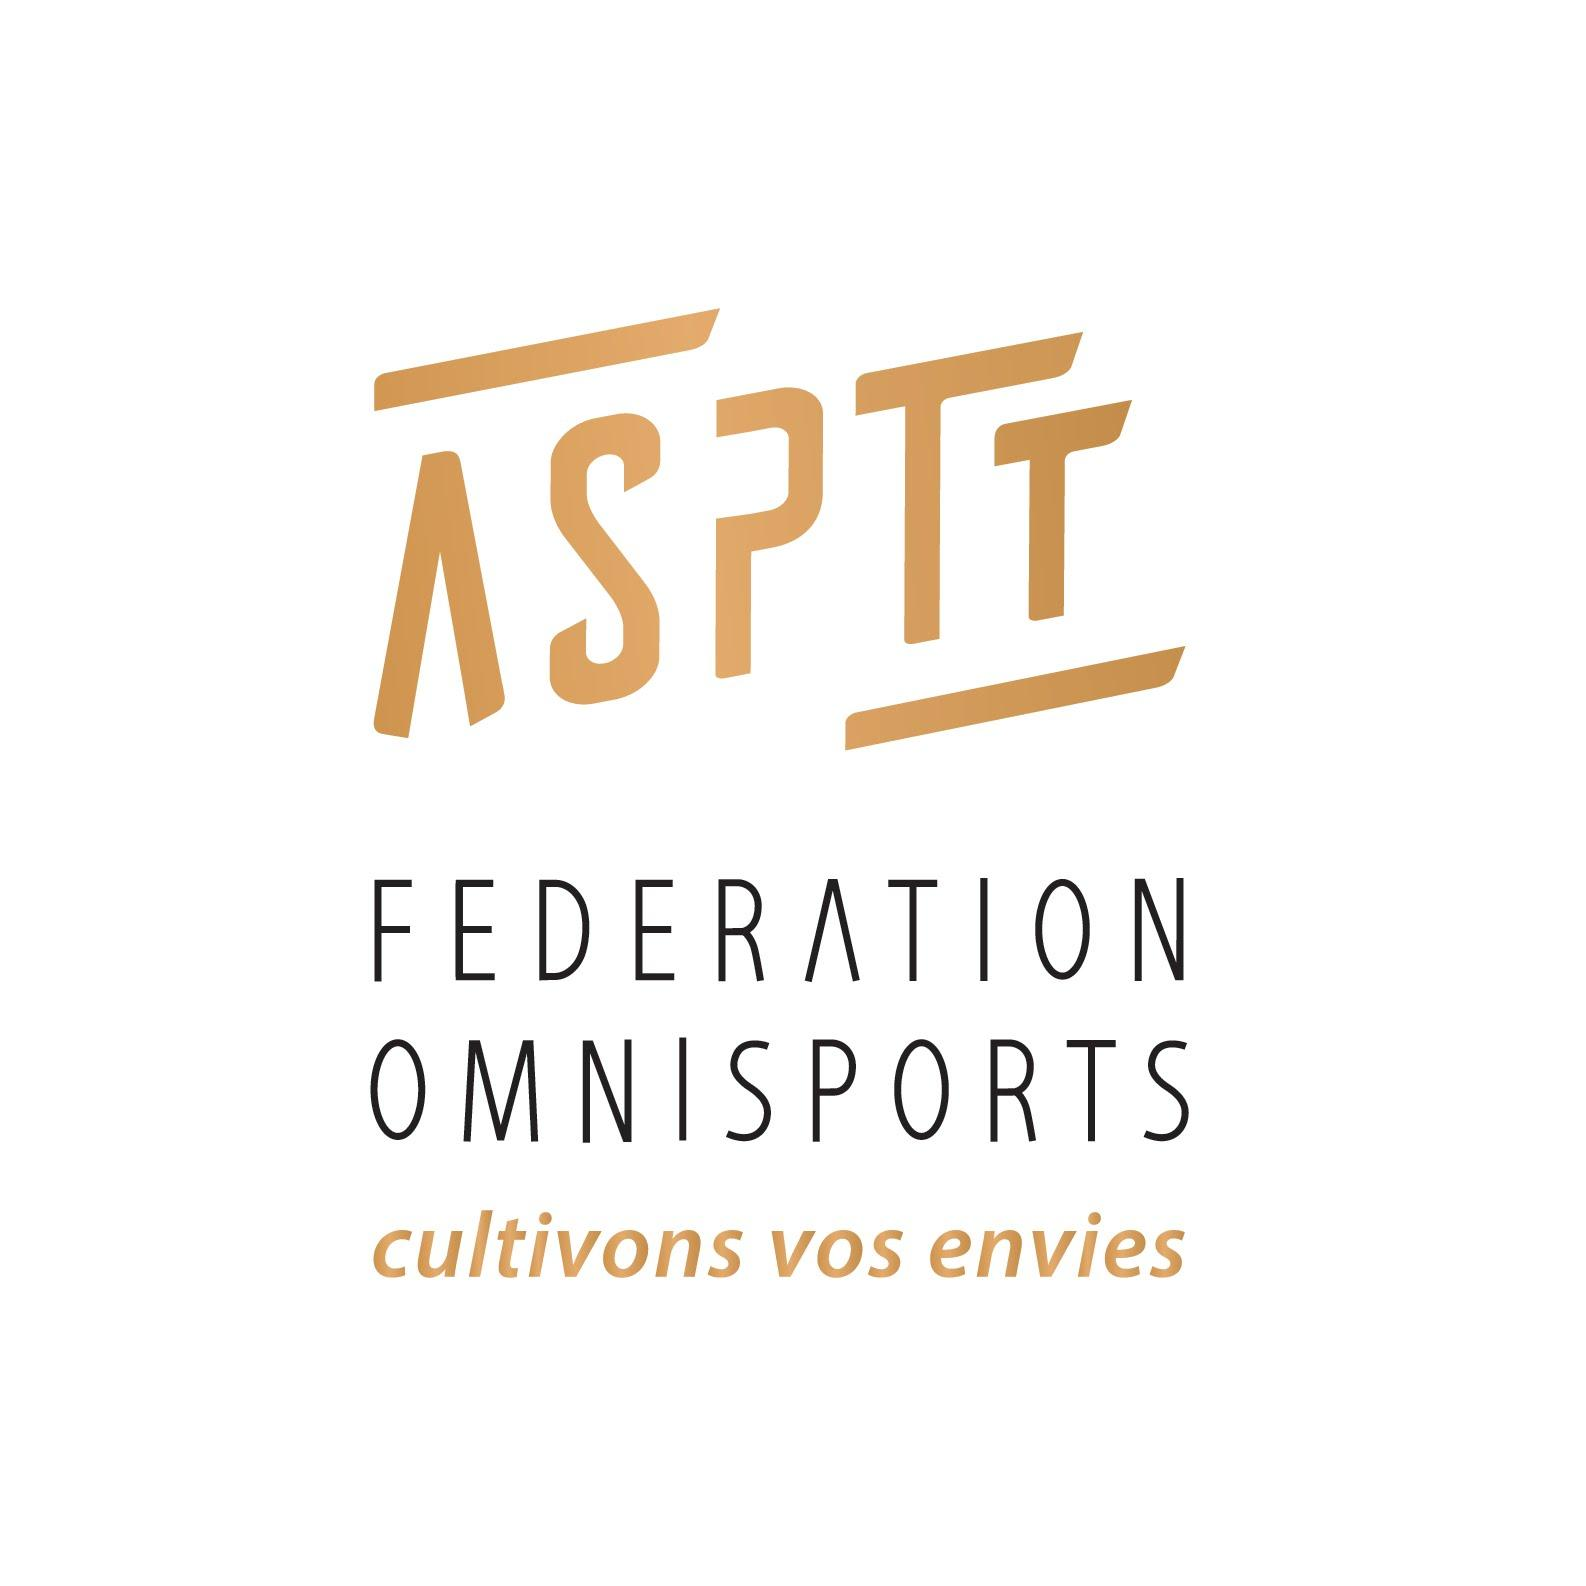 ASPTT
FEDERATION
OMNISPORTS
cultivons vos envies